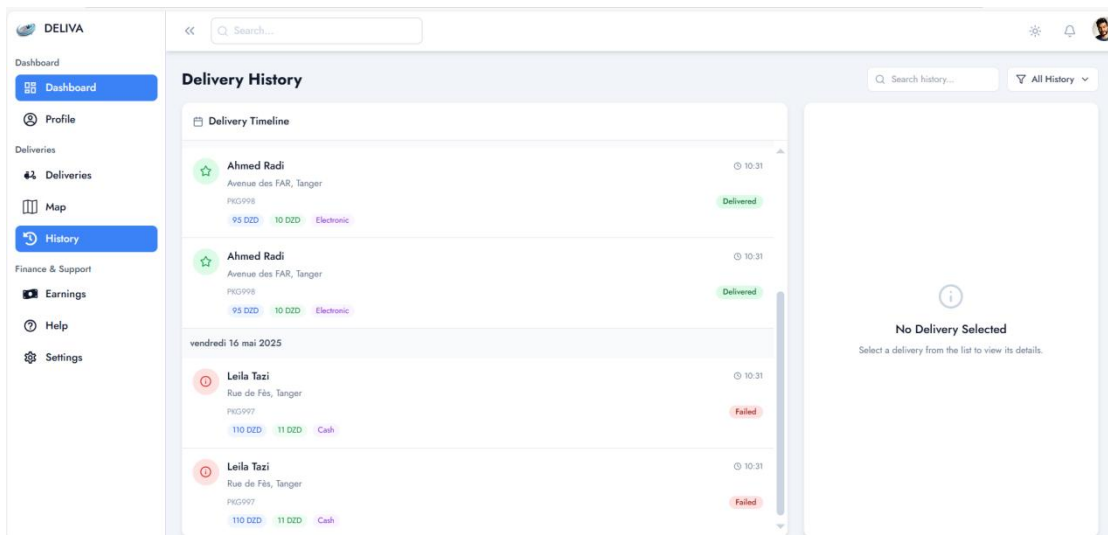 DELIVA
Search...
Dashboard
Dashboard
Profile
Deliveries
Deliveries
Map
History
Finance & Support
Earnings
Help
Settings
Delivery History
Search history...
All History
Delivery Timeline
Ahmed Radi
10:31
Avenue des FAR, Tanger
PKG998
Delivered
95 DZD 10 DZD Electronic
Ahmed Radi
10:31
Avenue des FAR, Tanger
PKG998
Delivered
95 DZD 10 DZD Electronic
vendredi 16 mai 2025
Leila Tazi
10:31
Rue de Fès, Tanger
PKG997
Failed
110 DZD 11 DZD Cash
Leila Tazi
10:31
Rue de Fès, Tanger
PKG997
Failed
110 DZD 11 DZD Cash
No Delivery Selected
Select a delivery from the list to view its details.